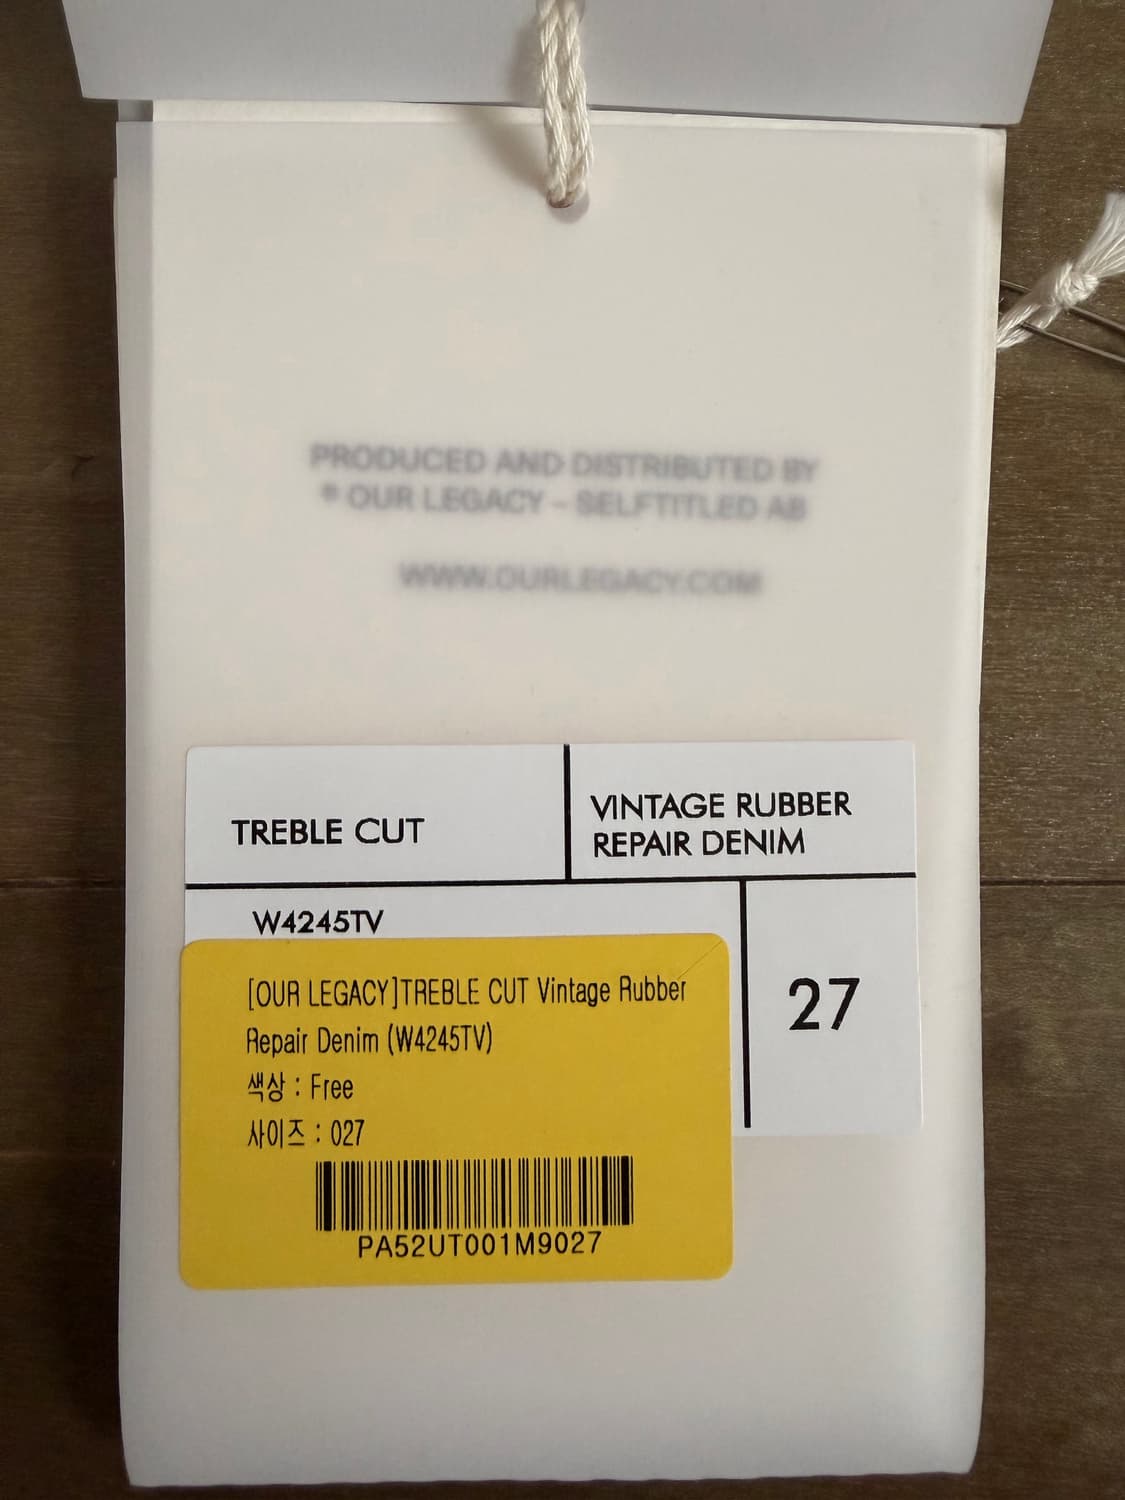 PRODUCED AND DISTRIBUTED BY
® OUR LEGACY – SELFTITLED AB
WWW.OURLEGACY.COM
TREBLE CUT
VINTAGE RUBBER
REPAIR DENIM
W4245TV
27
[OUR LEGACY]TREBLE CUT Vintage Rubber
Repair Denim (W4245TV)
색상 : Free
사이즈 : 027
PA52UT001M9027